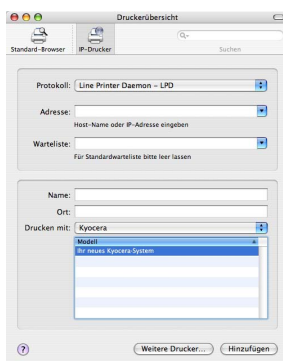 Druckerübersicht
Standard-Browser IP-Drucker Suchen
Protokoll: Line Printer Daemon – LPD
Adresse:
Host-Name oder IP-Adresse eingeben
Warteliste:
Für Standardwarteliste bitte leer lassen
Name:
Ort:
Drucken mit: Kyocera
Modell
Ihr neues Kyocera-System
? Weitere Drucker... Hinzufügen